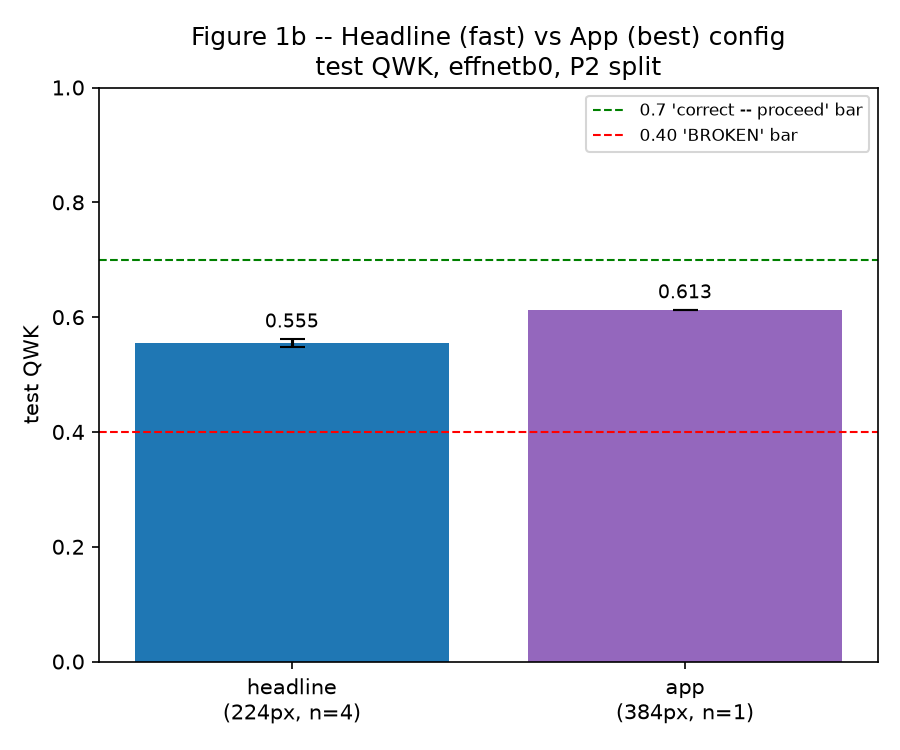 Figure 1b -- Headline (fast) vs App (best) config
test QWK, effnetb0, P2 split
1.0
0.7 'correct -- proceed' bar
0.40 'BROKEN' bar
0.8
0.6
0.4
0.2
0.0
test QWK
0.555
0.613
headline
(224px, n=4)
app
(384px, n=1)